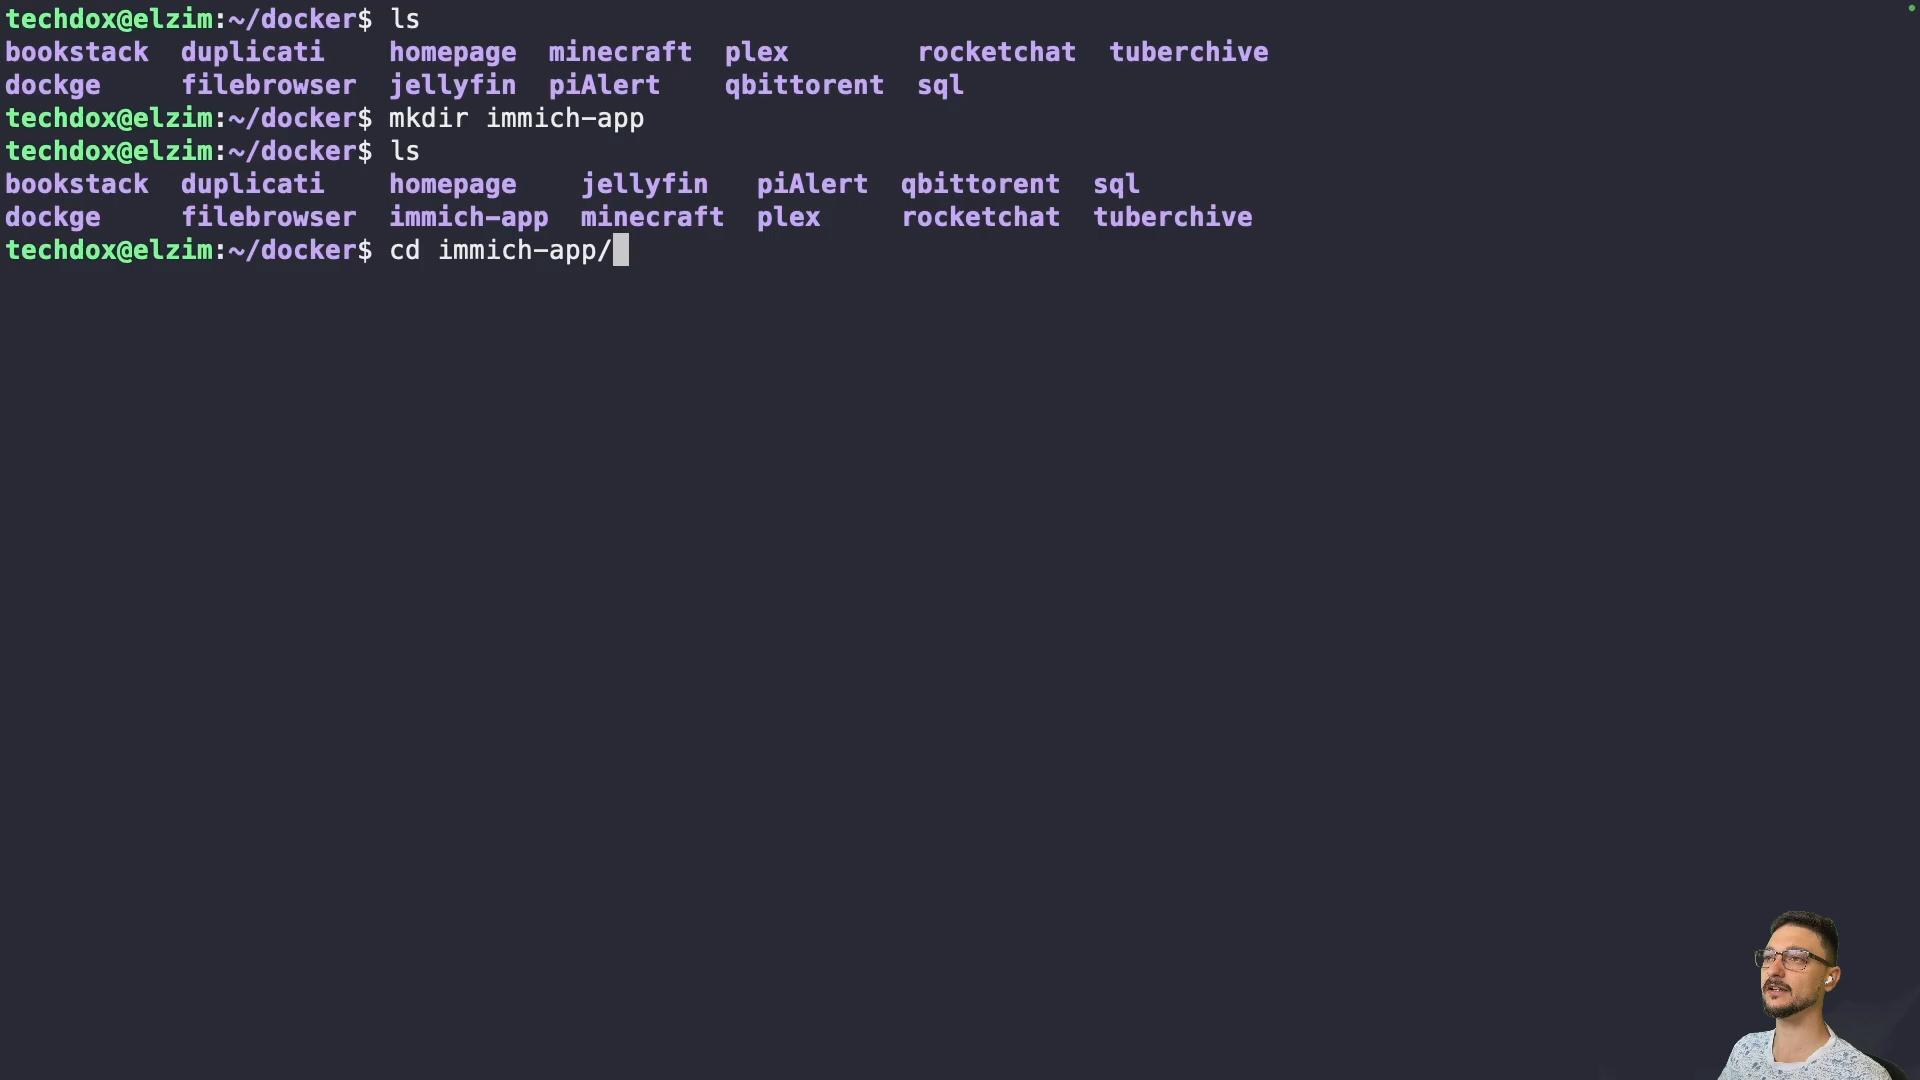 techdox@elzim:~/docker$ ls
bookstack duplicati homepage minecraft plex rocketchat tuberchive
dockge filebrowser jellyfin piAlert qbittorent sql
techdox@elzim:~/docker$ mkdir immich-app
techdox@elzim:~/docker$ ls
bookstack duplicati homepage jellyfin piAlert qbittorent sql
dockge filebrowser immich-app minecraft plex rocketchat tuberchive
techdox@elzim:~/docker$ cd immich-app/